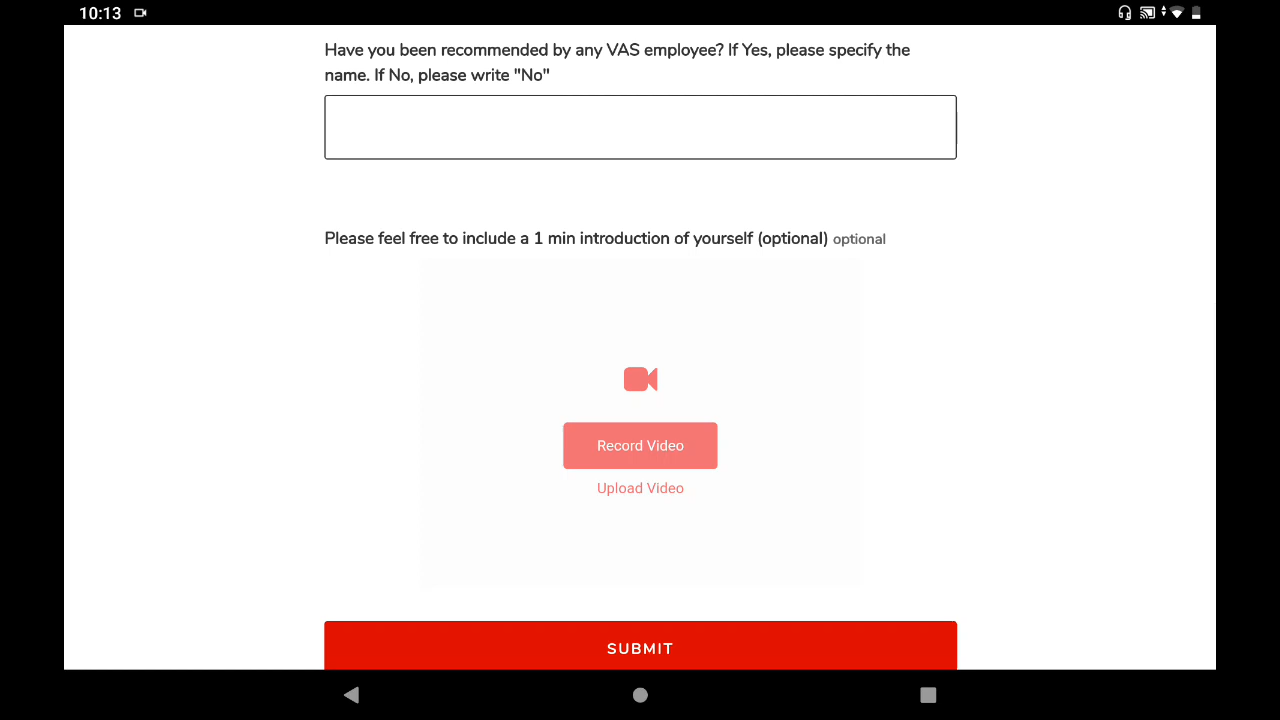 10:13
Have you been recommended by any VAS employee? If Yes, please specify the
name. If No, please write "No"
Please feel free to include a 1 min introduction of yourself (optional) optional
Record Video
Upload Video
SUBMIT